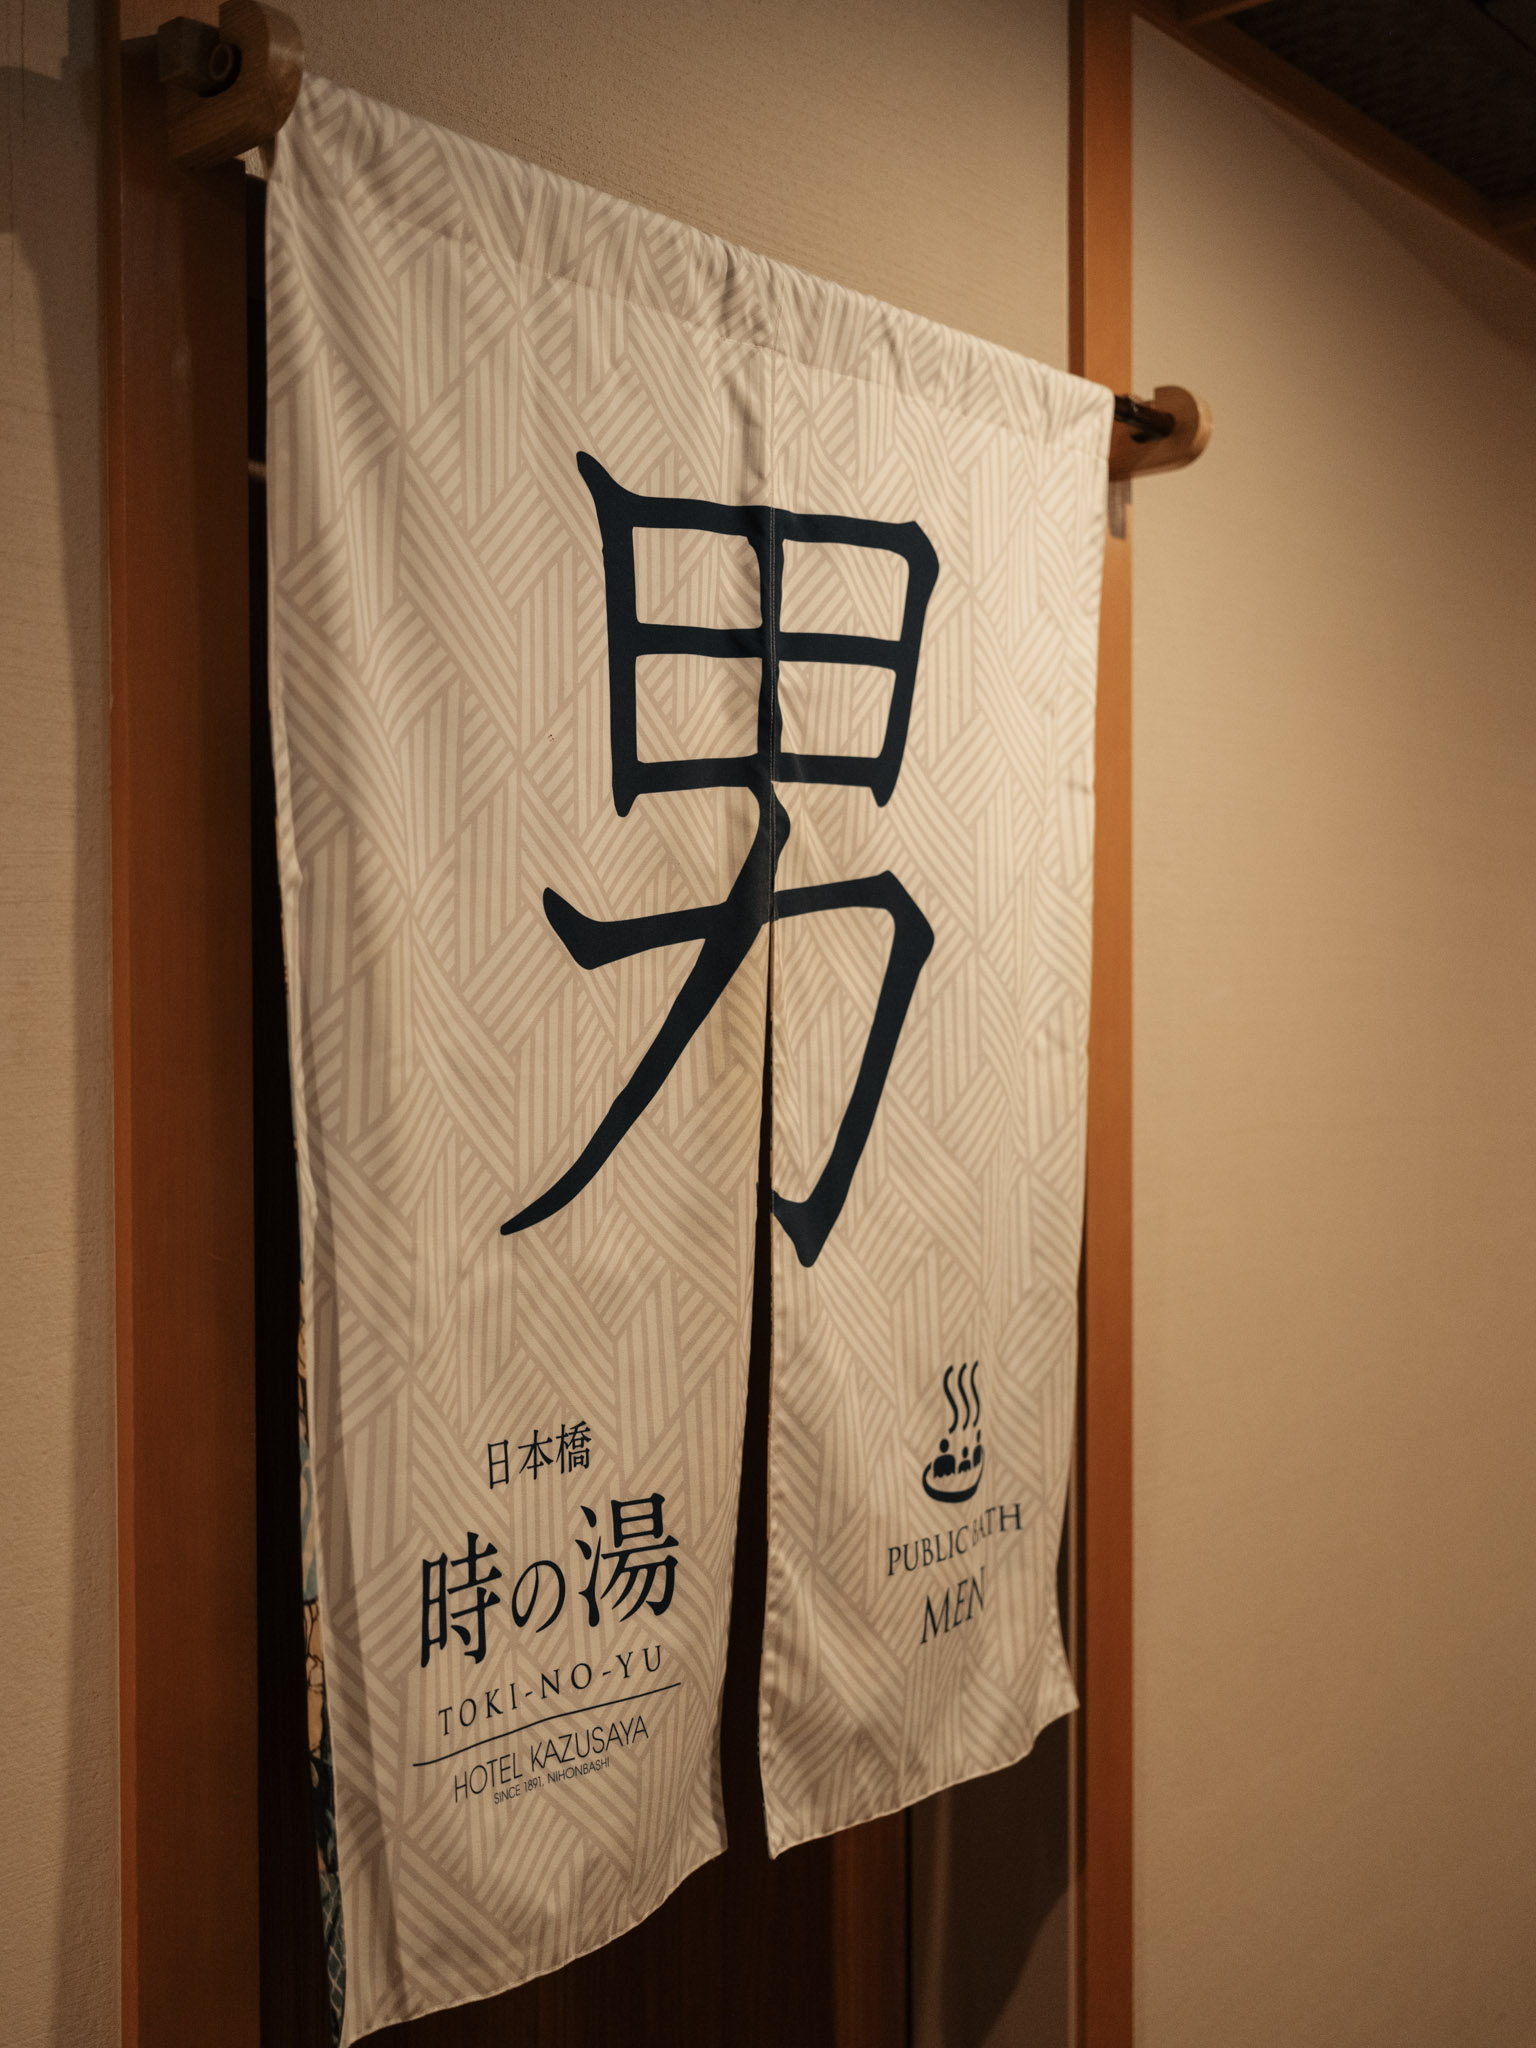 男
日本橋
時の湯
TOKI-NO-YU
HOTEL KAZUSAYA
SINCE 1891, NIHONBASHI
PUBLIC BATH
MEN